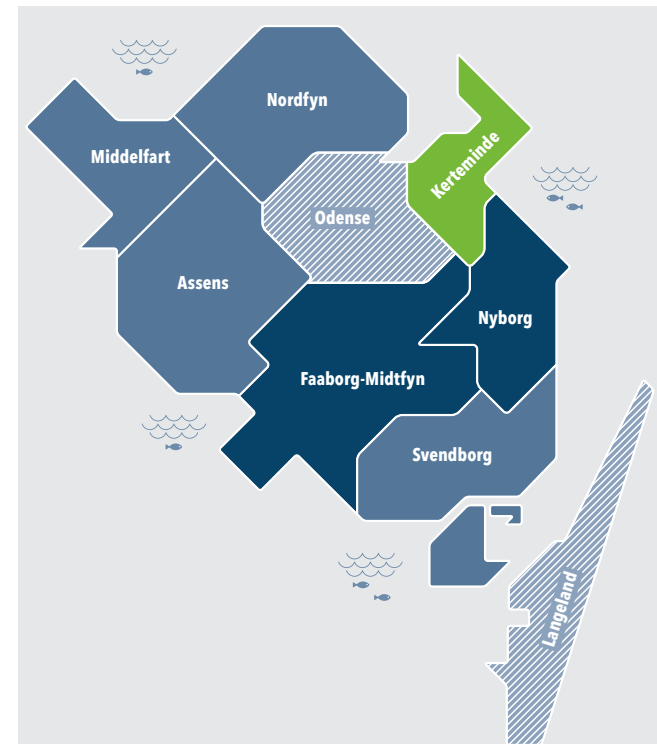 Nordfyn
Middelfart
Kerteminde
Odense
Assens
Nyborg
Faaborg-Midtfyn
Svendborg
Langeland